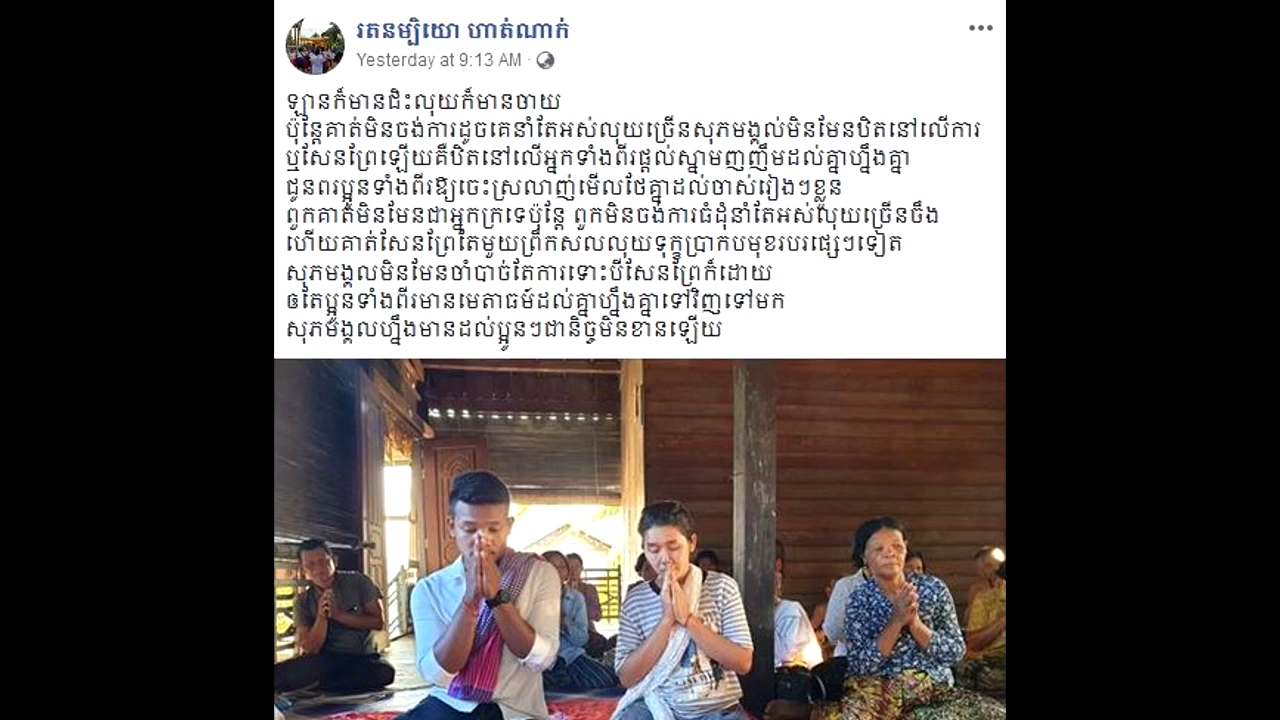 រតនម្បិយោ ហាតំណាក់
Yesterday at 9:13 AM ·
ឡានក៏មានជិះលុយក៏មានចាយ
ប៉ុន្តែគាត់មិនចង់ការដូចគេនាំតែអស់លុយច្រើនសុភមង្គល់មិនមែនឋិតនៅលើការ
ឬសែនព្រែឡើយគឺឋិតនៅលើអ្នកទាំងពីរផ្តល់ស្នាមញញឹមដល់គ្នាហ្នឹងគ្នា
ជូនពរប្អូនទាំងពីរឱ្យចេះស្រលាញ់មើលថែគ្នាដល់ចាស់រៀងៗខ្លួន
ពួកគាត់មិនមែនជាអ្នកក្រទេប៉ុន្តែ ពួកមិនចង់ការធំដុំនាំតែអស់លុយច្រើនចឹង
ហើយគាត់សែនព្រែតែមួយព្រឹកសលលុយទុក្ខប្រាកបមុខរបរផ្សេៗទៀត
សុភមង្គលមិនមែនចាំបាច់តែការទោះបីសែនព្រែក៏ដោយ
ឲតែប្អូនទាំងពីរមានមេតាធម៍ដល់គ្នាហ្នឹងគ្នាទៅវិញទៅមក
សុភមង្គលហ្នឹងមានដល់ប្អូនៗជានិច្ចមិនខានឡើយ